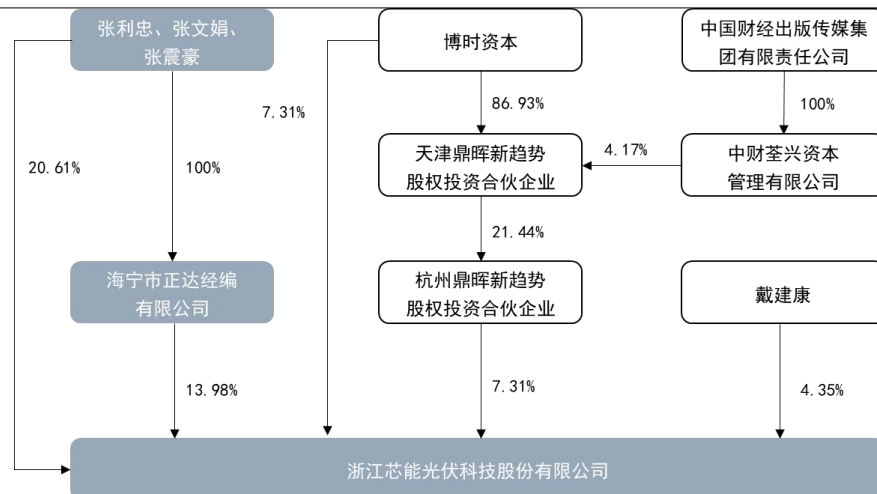 张利忠、张文娟、
张震豪
博时资本
中国财经出版传媒集
团有限责任公司
7.31%
86.93%
100%
20.61%
100%
天津鼎晖新趋势
股权投资合伙企业
4.17%
中财荃兴资本
管理有限公司
21.44%
海宁市正达经编
有限公司
杭州鼎晖新趋势
股权投资合伙企业
戴建康
13.98%
7.31%
4.35%
浙江芯能光伏科技股份有限公司